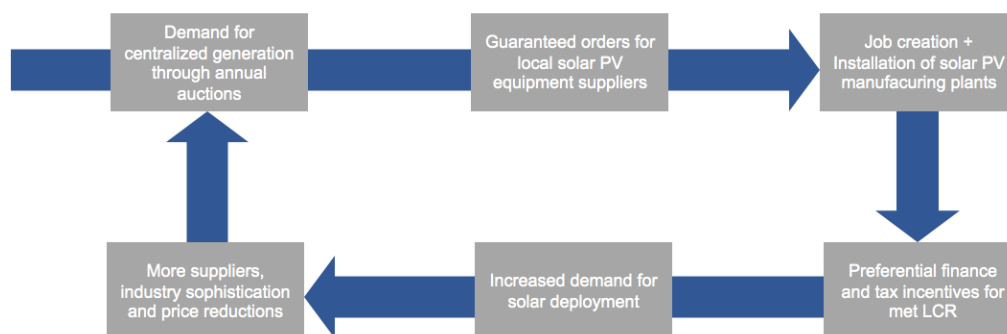 Demand for
centralized generation
through annual
auctions
Guaranteed orders for
local solar PV
equipment suppliers
Job creation +
Installation of solar PV
manufacuring plants
Preferential finance
and tax incentives for
met LCR
Increased demand for
solar deployment
More suppliers,
industry sophistication
and price reductions